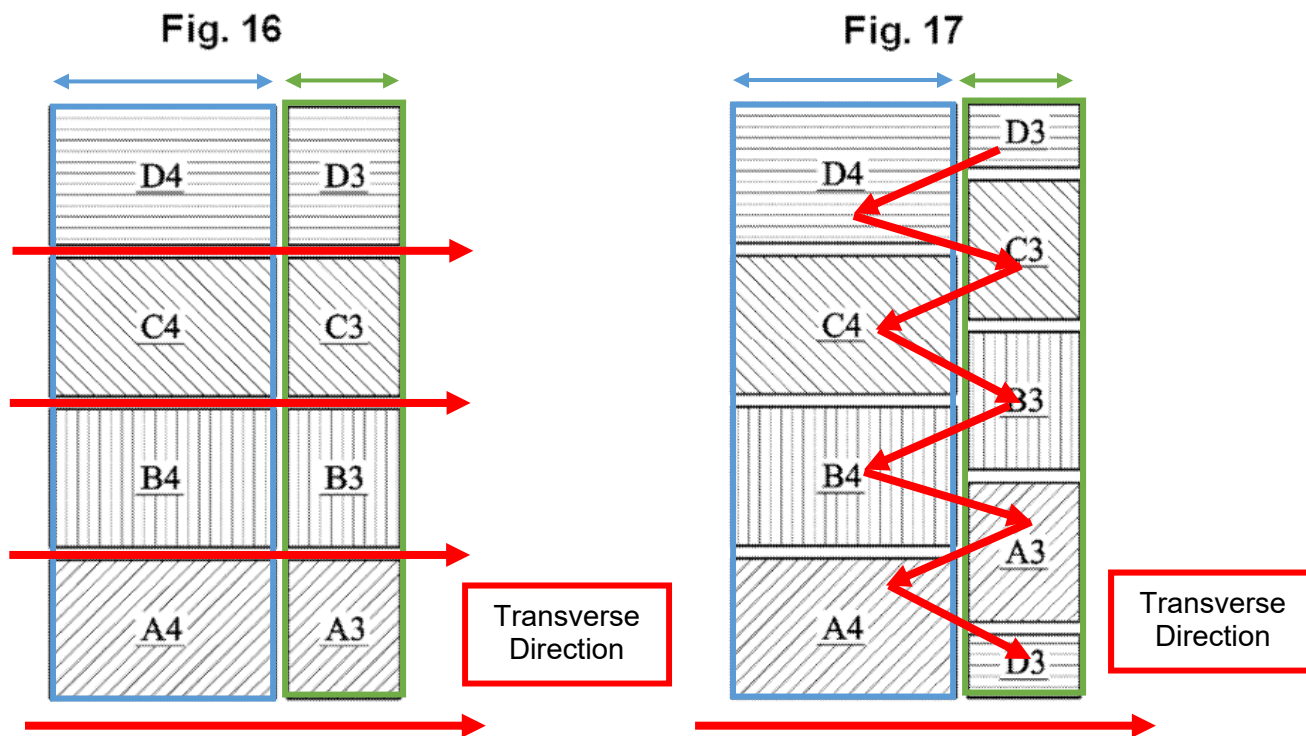 Fig. 16
D4 D3
C4 C3
B4 B3
A4 A3
Transverse
Direction
Fig. 17
D3
D4
C3
C4
B3
B4
A3
A4
D3
Transverse
Direction